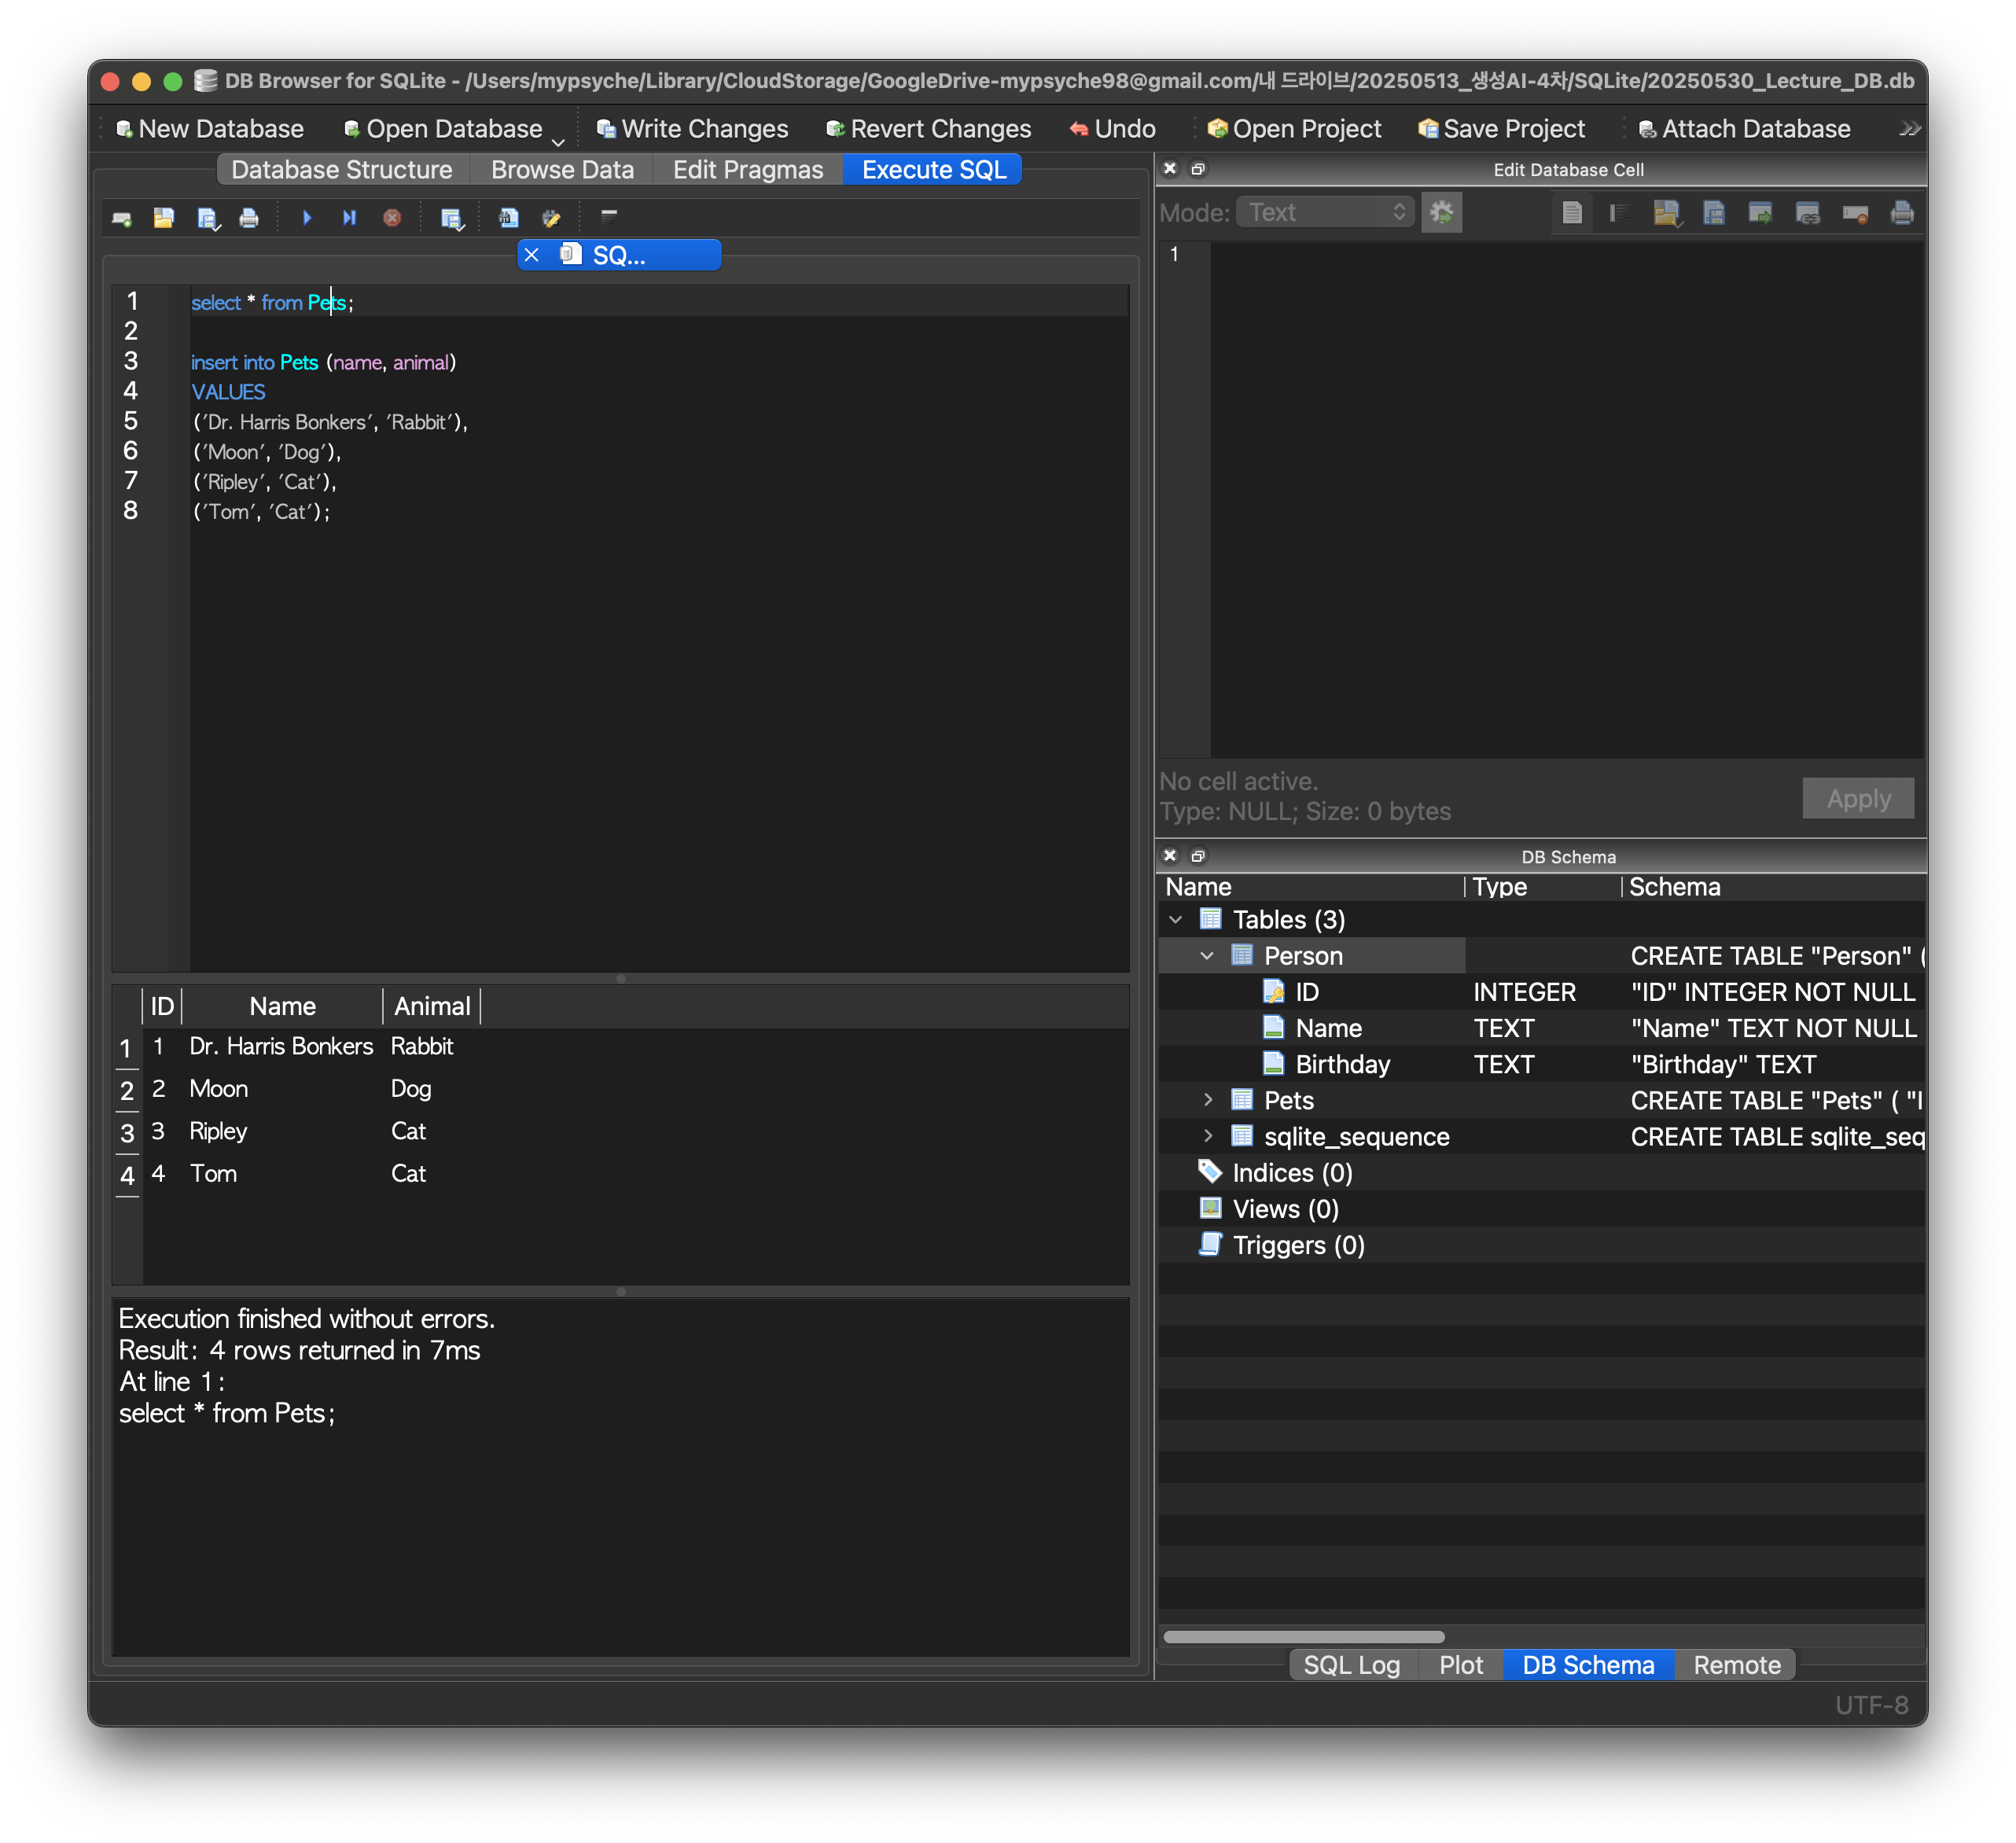 DB Browser for SQLite - /Users/mypsyche/Library/CloudStorage/GoogleDrive-mypsyche98@gmail.com/내 드라이브/20250513_생성AI-4차/SQLite/20250530_Lecture_DB.db
New Database Open Database Write Changes Revert Changes Undo Open Project Save Project Attach Database
Database Structure Browse Data Edit Pragmas Execute SQL
SQ...
1 select * from Pets;
2
3 insert into Pets (name, animal)
4 VALUES
5 ('Dr. Harris Bonkers', 'Rabbit'),
6 ('Moon', 'Dog'),
7 ('Ripley', 'Cat'),
8 ('Tom', 'Cat');
ID Name Animal
1 1 Dr. Harris Bonkers Rabbit
2 2 Moon Dog
3 3 Ripley Cat
4 4 Tom Cat
Execution finished without errors.
Result: 4 rows returned in 7ms
At line 1:
select * from Pets;
Edit Database Cell
Mode: Text
1
No cell active.
Type: NULL; Size: 0 bytes
Apply
DB Schema
Name Type Schema
Tables (3)
Person CREATE TABLE "Person" (
ID INTEGER "ID" INTEGER NOT NULL
Name TEXT "Name" TEXT NOT NULL
Birthday TEXT "Birthday" TEXT
Pets CREATE TABLE "Pets" ( "I
sqlite_sequence CREATE TABLE sqlite_seq
Indices (0)
Views (0)
Triggers (0)
SQL Log Plot DB Schema Remote
UTF-8